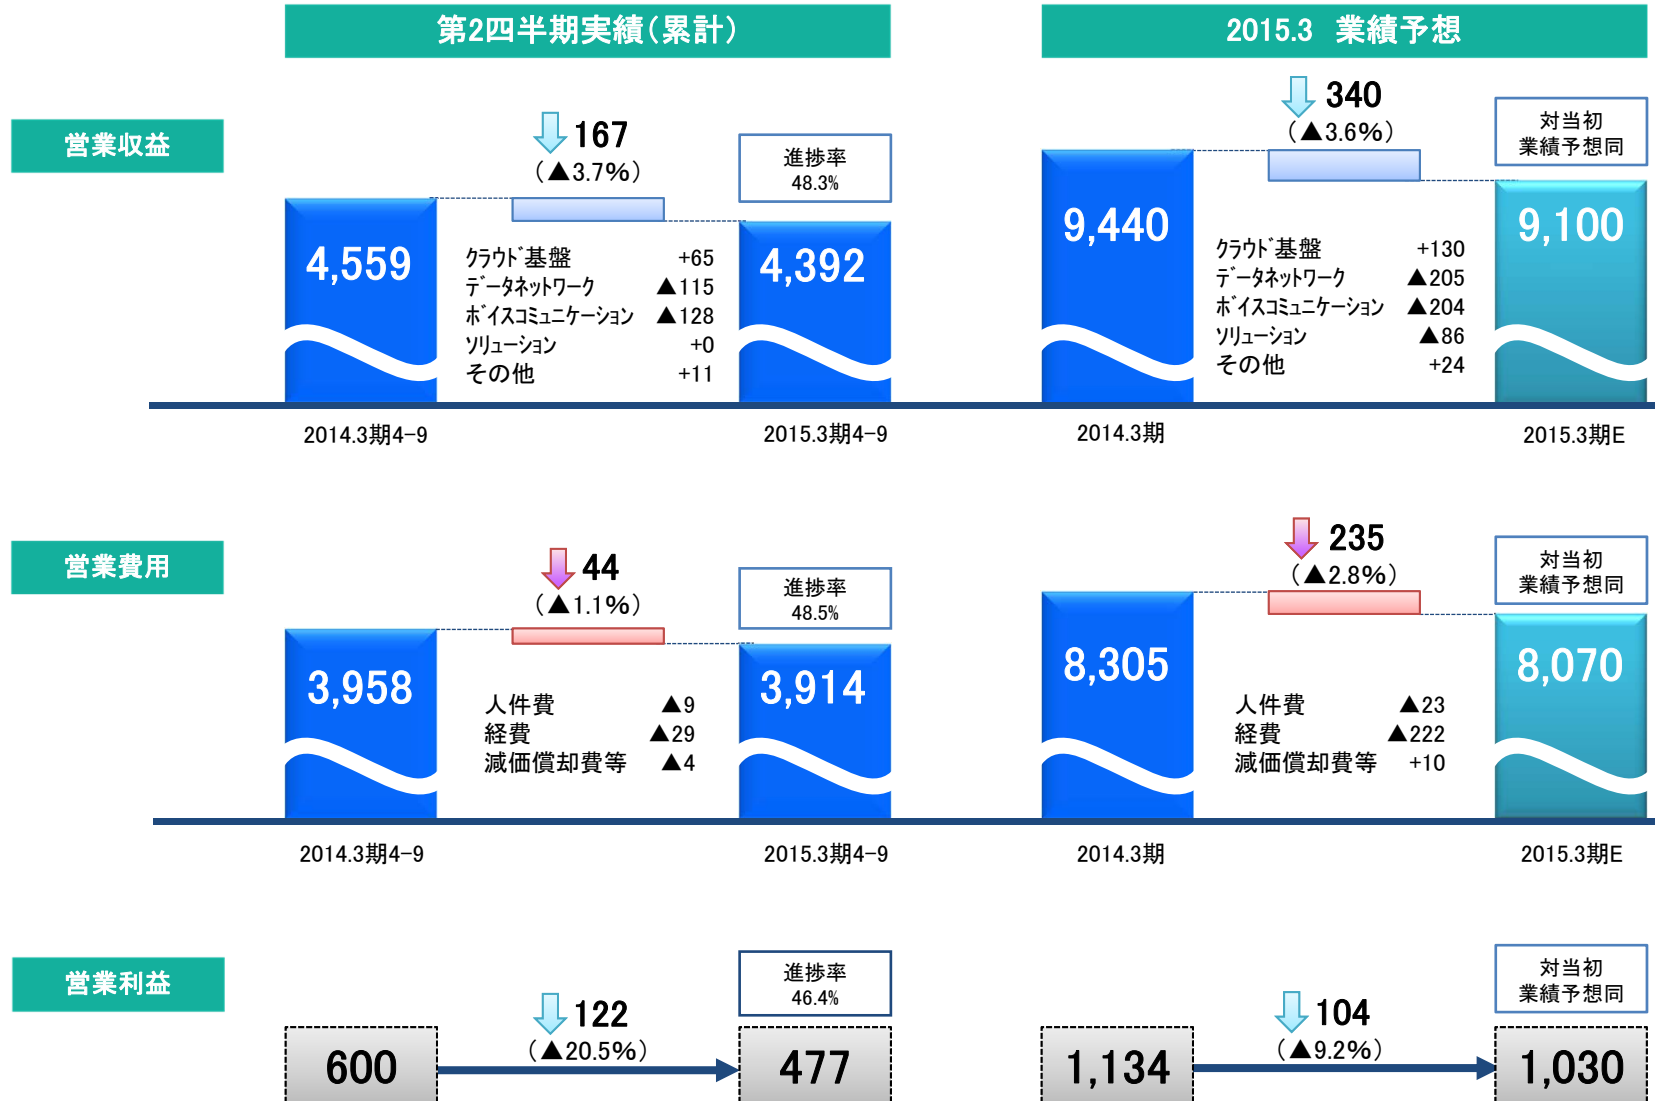 第2四半期実績（累計）
2015.3 業績予想
営業収益
167
（▲3.7%）
進捗率
48.3%
4,559
クラウド基盤 +65
データネットワーク ▲115
ボイスコミュニケーション ▲128
ソリューション +0
その他 +11
4,392
2014.3期4-9
2015.3期4-9
340
（▲3.6%）
対当初
業績予想同
9,440
クラウド基盤 +130
データネットワーク ▲205
ボイスコミュニケーション ▲204
ソリューション ▲86
その他 +24
9,100
2014.3期
2015.3期E
営業費用
44
（▲1.1%）
進捗率
48.5%
3,958
人件費 ▲9
経費 ▲29
減価償却費等 ▲4
3,914
2014.3期4-9
2015.3期4-9
235
（▲2.8%）
対当初
業績予想同
8,305
人件費 ▲23
経費 ▲222
減価償却費等 +10
8,070
2014.3期
2015.3期E
営業利益
122
（▲20.5%）
進捗率
46.4%
600
477
104
（▲9.2%）
対当初
業績予想同
1,134
1,030